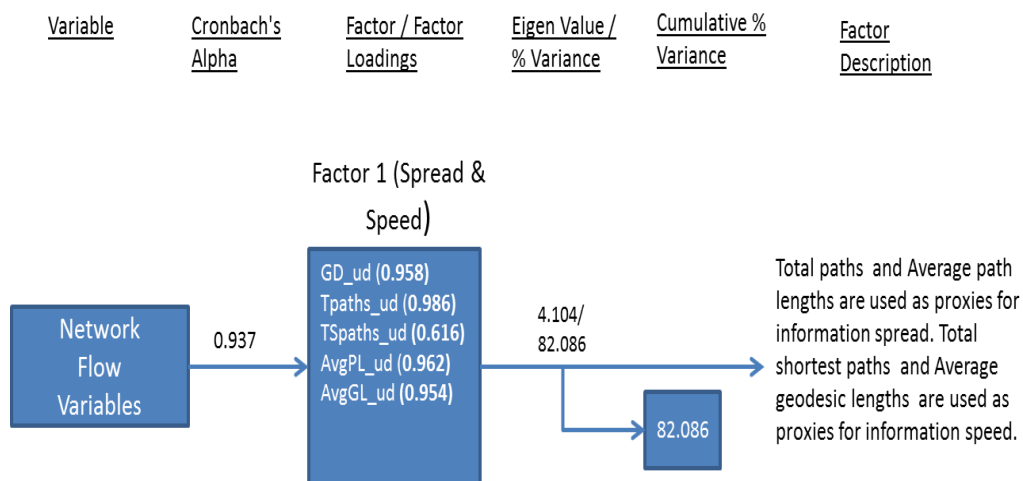 Variable
Cronbach's
Alpha
Factor / Factor
Loadings
Eigen Value /
% Variance
Cumulative %
Variance
Factor
Description
Factor 1 (Spread &
Speed)
Network
Flow
Variables
0.937
GD_ud (0.958)
Tpaths_ud (0.986)
TSpaths_ud (0.616)
AvgPL_ud (0.962)
AvgGL_ud (0.954)
4.104/
82.086
82.086
Total paths and Average path
lengths are used as proxies for
information spread. Total
shortest paths and Average
geodesic lengths are used as
proxies for information speed.